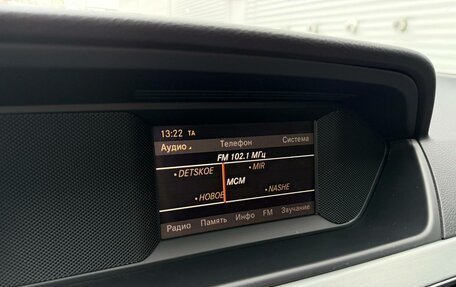 13:22 TA
Аудио Телефон Система
FM 102.1 МГц
DETSKOE MIR
МСМ
НОВОЕ NASHE
Радио Память Инфо FM Звучание